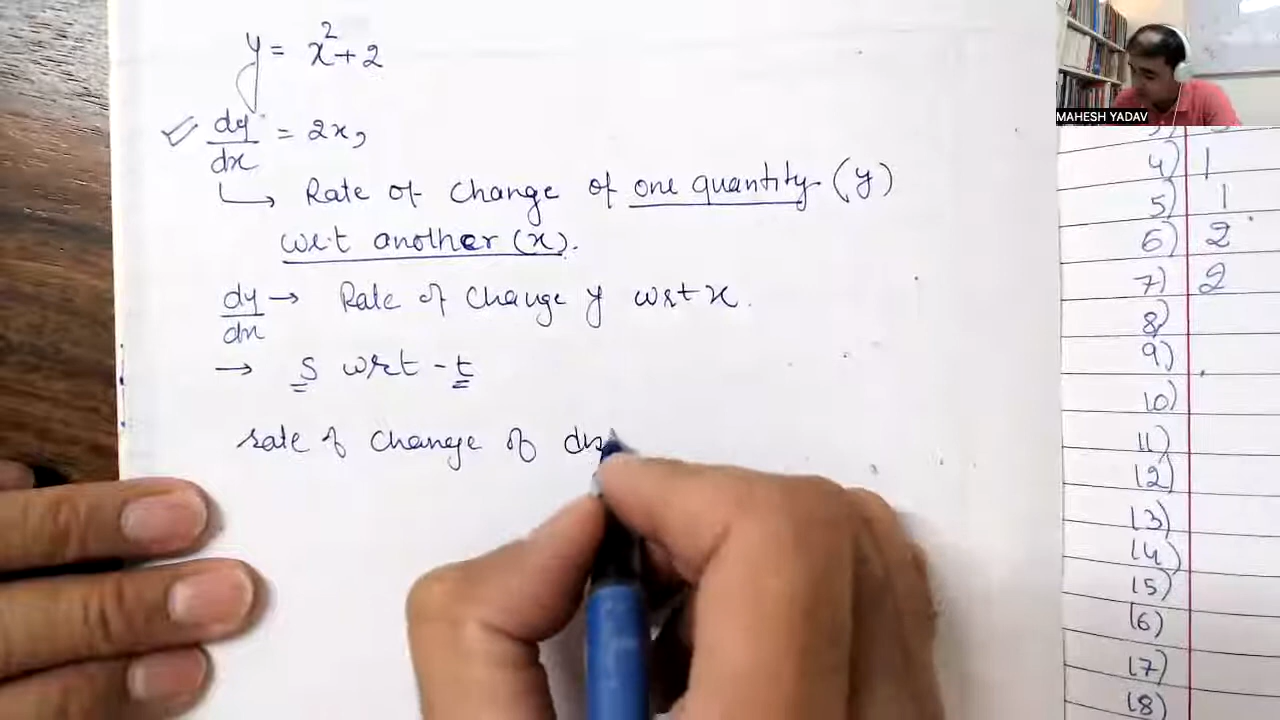 y = x² + 2
dy/dx = 2x,
Rate of change of one quantity (y)
w.r.t another (x).
dy/dx → Rate of change y wrt x.
→ s wrt - t
rate of change of
MAHESH YADAV
4) 1
5) 1
6) 2
7) 2
8)
9)
10)
11)
12)
13)
14)
15)
16)
17)
18)